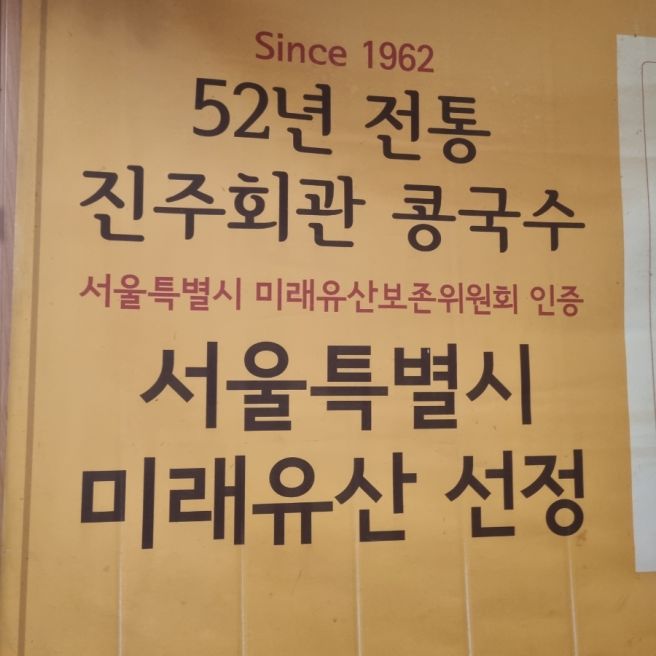 Since 1962
52년 전통
진주회관 콩국수
서울특별시 미래유산보존위원회 인증
서울특별시
미래유산 선정